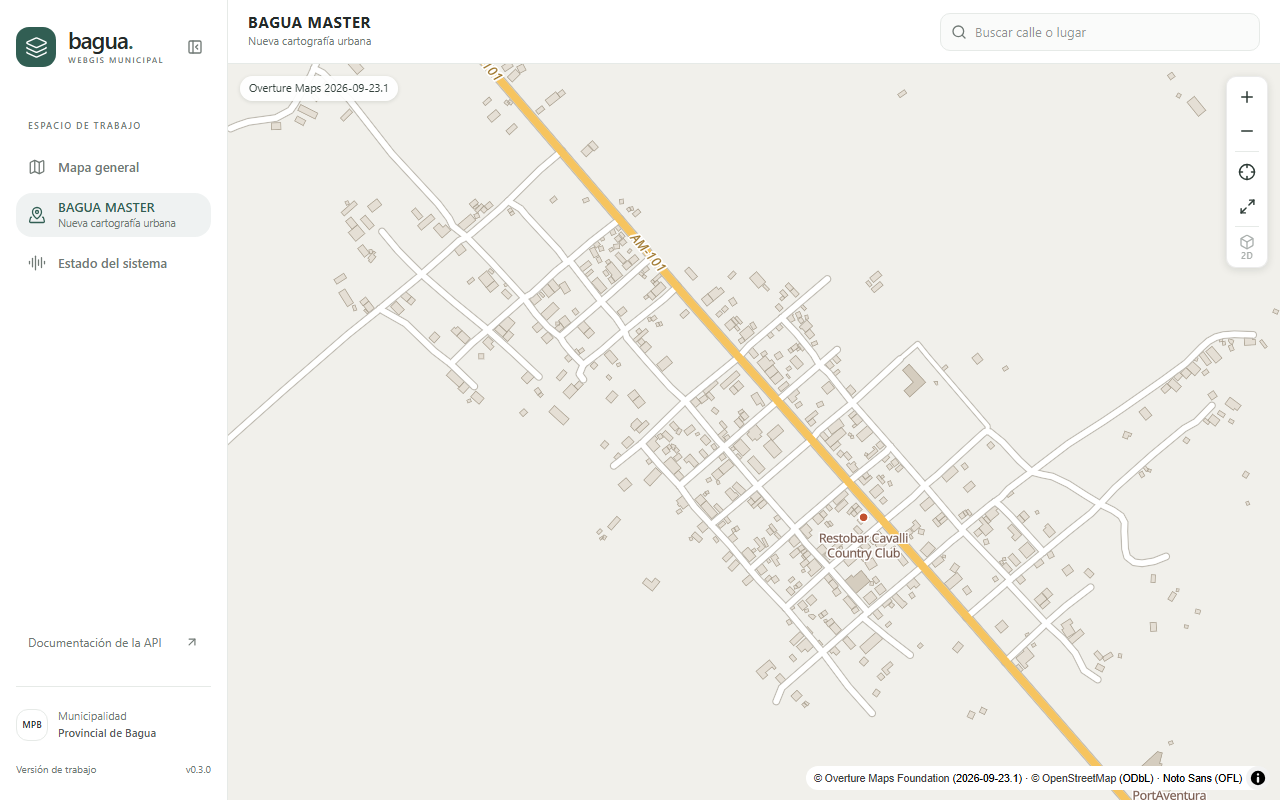 bagua.
WEBGIS MUNICIPAL
ESPACIO DE TRABAJO
Mapa general
BAGUA MASTER
Nueva cartografía urbana
Estado del sistema
Documentación de la API
MPB
Municipalidad
Provincial de Bagua
Versión de trabajo
v0.3.0
BAGUA MASTER
Nueva cartografía urbana
Buscar calle o lugar
Overture Maps 2026-09-23.1
101
AM-101
2D
Restobar Cavalli
Country Club
PortAventura
© Overture Maps Foundation (2026-09-23.1) · © OpenStreetMap (ODbL) · Noto Sans (OFL)